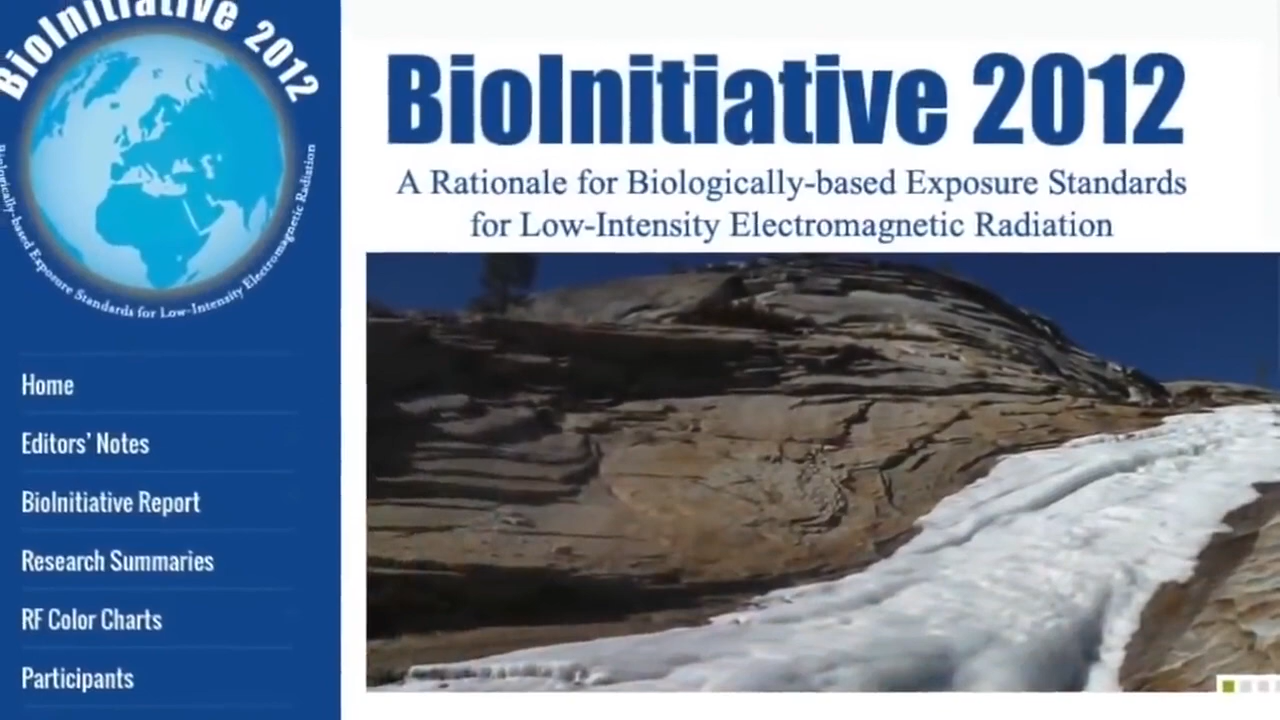 BioInitiative 2012
Biologically-based Exposure Standards for Low-Intensity Electromagnetic Radiation
Home
Editors' Notes
BioInitiative Report
Research Summaries
RF Color Charts
Participants
BioInitiative 2012
A Rationale for Biologically-based Exposure Standards
for Low-Intensity Electromagnetic Radiation